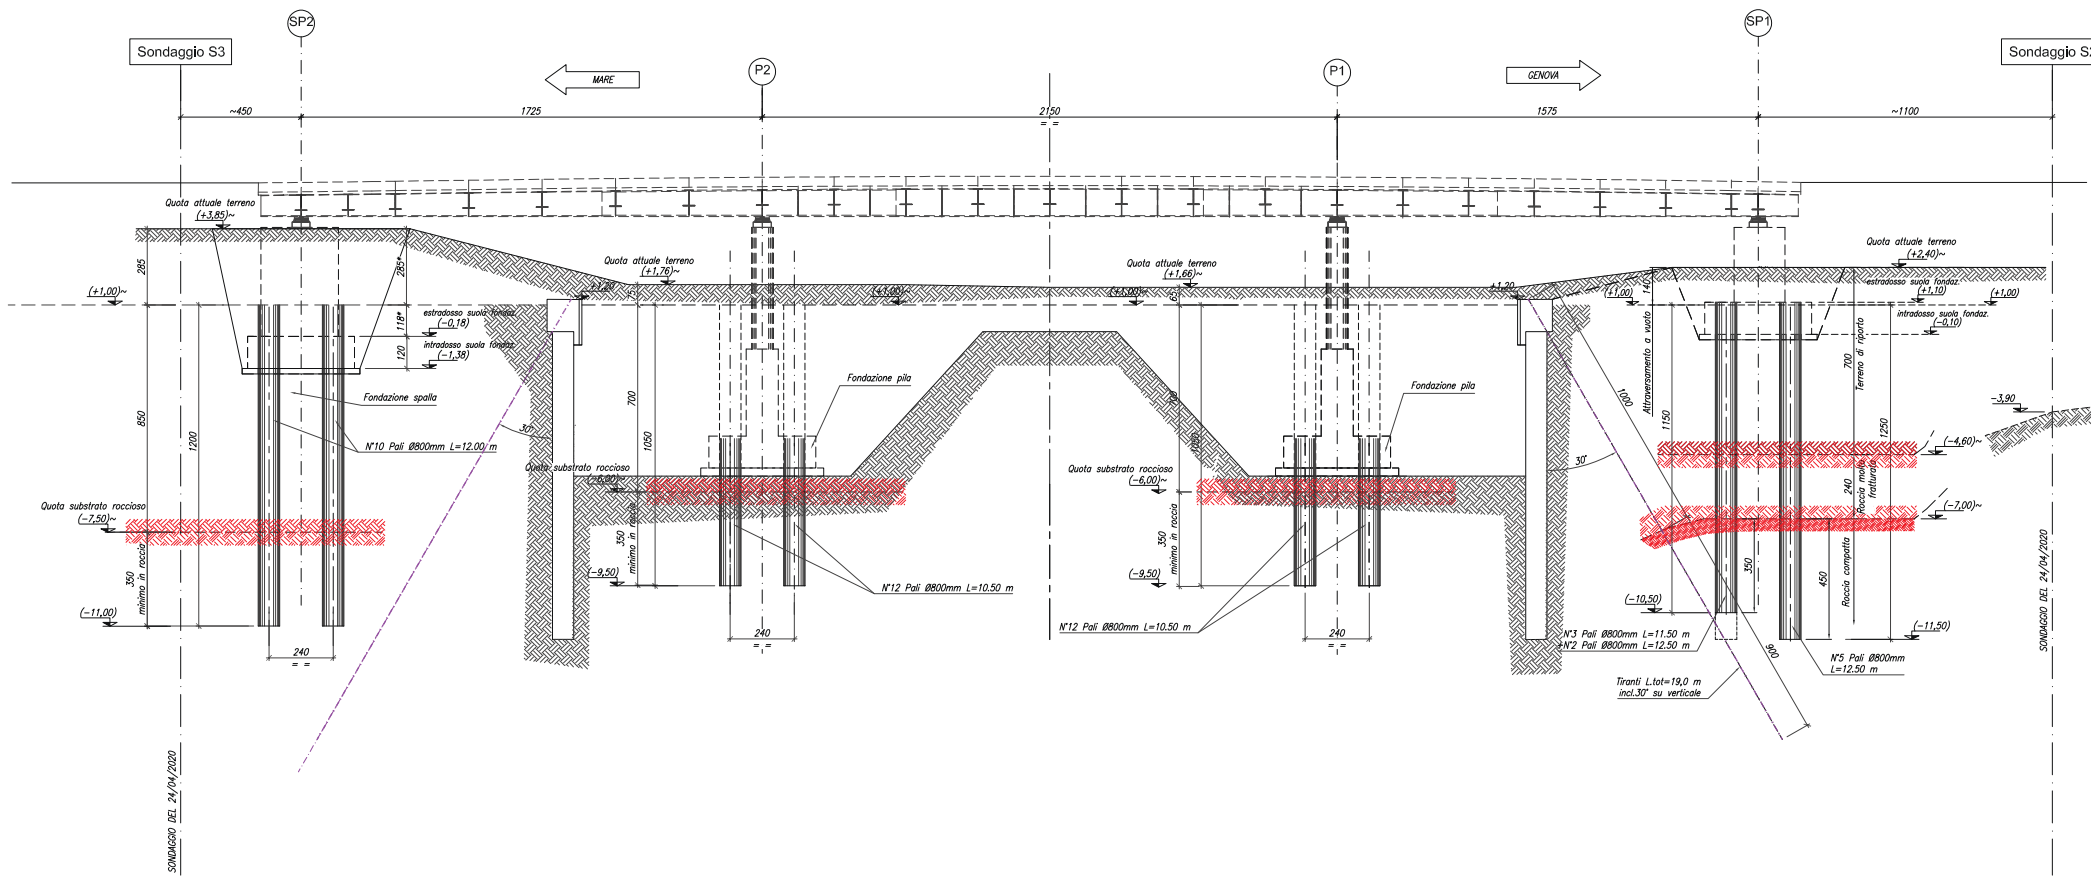 SP2
SP1
Sondaggio S3
Sondaggio S2
P2
P1
MARE
GENOVA
~450
1725
2150
= =
1575
~1100
Quota attuale terreno
(+3,85)~
Quota attuale terreno
(+1,76)~
Quota attuale terreno
(+1,66)~
Quota attuale terreno
(+2,40)~
285
285*
(+1,00)~
118*
120
estradosso suola fondaz.
(-0,18)
intradosso suola fondaz.
(-1,38)
+1,20
75
(+1,00)~
(+1,00)~
65
+1,20
(+1,00)
140
estradosso suola fondaz.
(+1,10)
(+1,00)
intradosso suola fondaz.
(-0,10)
Fondazione spalla
N°10 Pali Ø800mm L=12.00 m
850
1200
30°
Fondazione pila
Fondazione pila
700
1050
700
1050
Attraversamento a vuoto
1150
700
Terreno di riporto
1250
1000
-3,90
(-4,60)~
30°
240
Roccia molto
fratturata
(-7,00)~
Quota substrato roccioso
(-7,50)~
Quota substrato roccioso
(-6,00)~
Quota substrato roccioso
(-6,00)~
350
minimo in roccia
350
minimo in roccia
350
minimo in roccia
350
450
Roccia compatta
(-11,00)
(-9,50)
(-9,50)
(-10,50)
(-11,50)
N°12 Pali Ø800mm L=10.50 m
N°12 Pali Ø800mm L=10.50 m
240
= =
240
= =
240
= =
N°3 Pali Ø800mm L=11.50 m
+N°2 Pali Ø800mm L=12.50 m
900
N°5 Pali Ø800mm
L=12.50 m
Tiranti L.tot=19,0 m
incl.30° su verticale
SONDAGGIO DEL 24/04/2020
SONDAGGIO DEL 24/04/2020